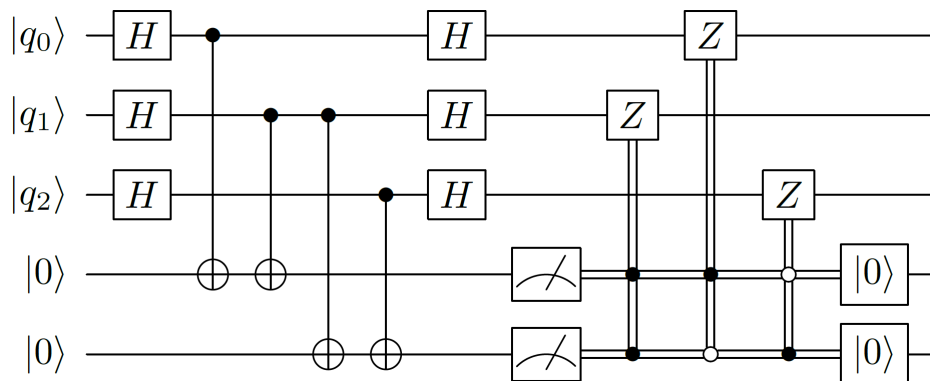 |q₀⟩ H H Z
|q₁⟩ H H Z
|q₂⟩ H H Z
|0⟩ |0⟩
|0⟩ |0⟩